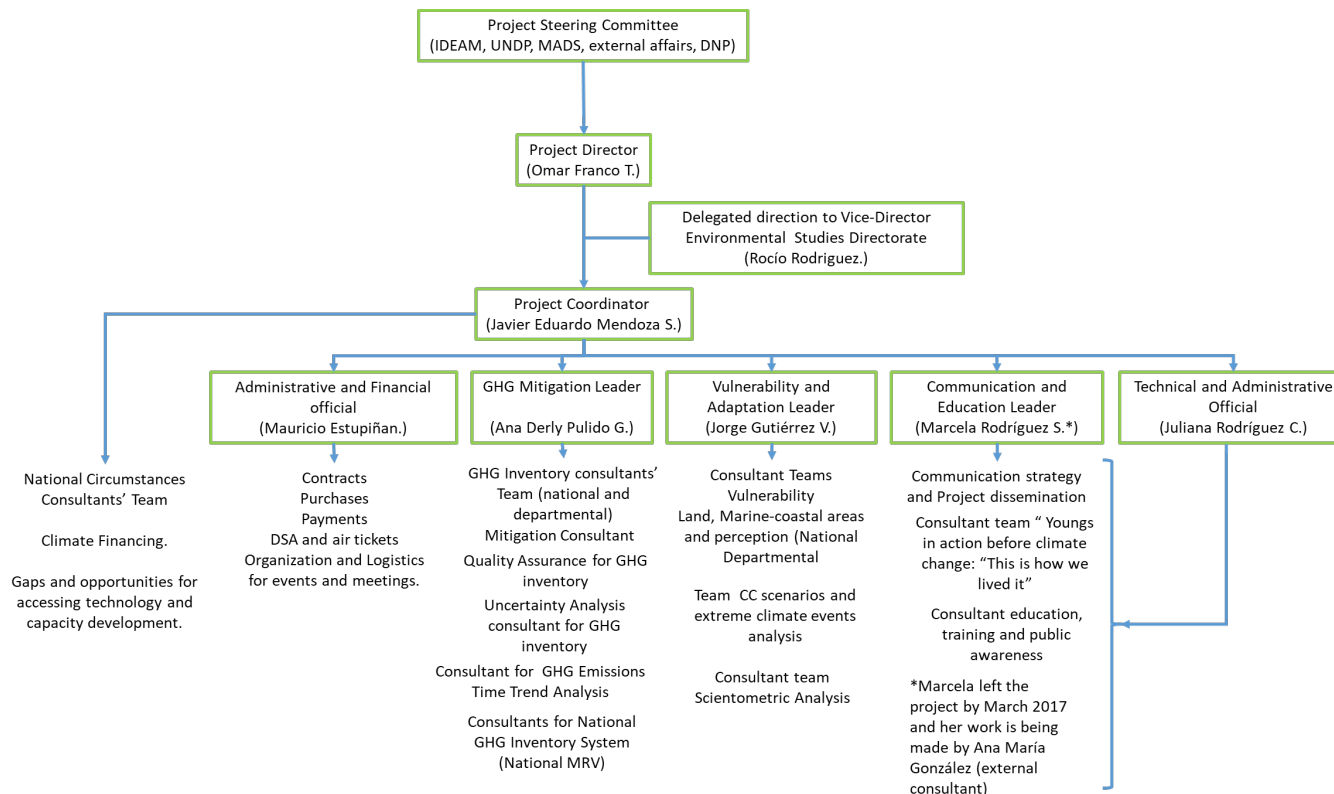 Project Steering Committee
(IDEAM, UNDP, MADS, external affairs, DNP)
Project Director
(Omar Franco T.)
Delegated direction to Vice-Director
Environmental Studies Directorate
(Rocío Rodriguez.)
Project Coordinator
(Javier Eduardo Mendoza S.)
Administrative and Financial
official
(Mauricio Estupiñan.)
GHG Mitigation Leader
(Ana Derly Pulido G.)
Vulnerability and
Adaptation Leader
(Jorge Gutiérrez V.)
Communication and
Education Leader
(Marcela Rodríguez S.*)
Technical and Administrative
Official
(Juliana Rodríguez C.)
National Circumstances
Consultants' Team
Climate Financing.
Gaps and opportunities for
accessing technology and
capacity development.
Contracts
Purchases
Payments
DSA and air tickets
Organization and Logistics
for events and meetings.
GHG Inventory consultants'
Team (national and
departmental)
Mitigation Consultant
Quality Assurance for GHG
inventory
Uncertainty Analysis
consultant for GHG
inventory
Consultant for GHG Emissions
Time Trend Analysis
Consultants for National
GHG Inventory System
(National MRV)
Consultant Teams
Vulnerability
Land, Marine-coastal areas
and perception (National
Departmental
Team CC scenarios and
extreme climate events
analysis
Consultant team
Scientometric Analysis
Communication strategy
and Project dissemination
Consultant team “ Youngs
in action before climate
change: “This is how we
lived it”
Consultant education,
training and public
awareness
*Marcela left the
project by March 2017
and her work is being
made by Ana María
González (external
consultant)